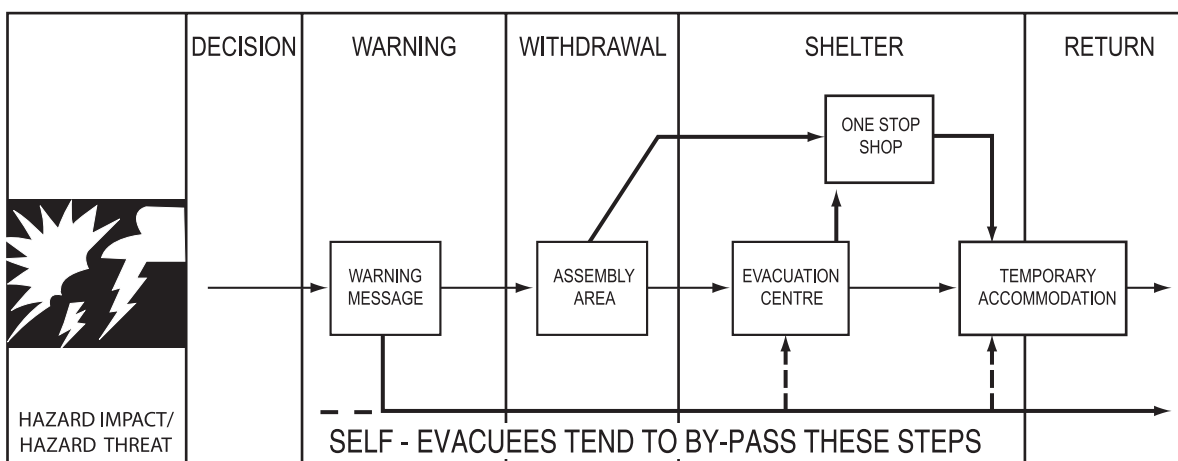 DECISION
WARNING
WITHDRAWAL
SHELTER
RETURN
ONE STOP
SHOP
WARNING
MESSAGE
ASSEMBLY
AREA
EVACUATION
CENTRE
TEMPORARY
ACCOMMODATION
HAZARD IMPACT/
HAZARD THREAT
SELF - EVACUEES TEND TO BY-PASS THESE STEPS